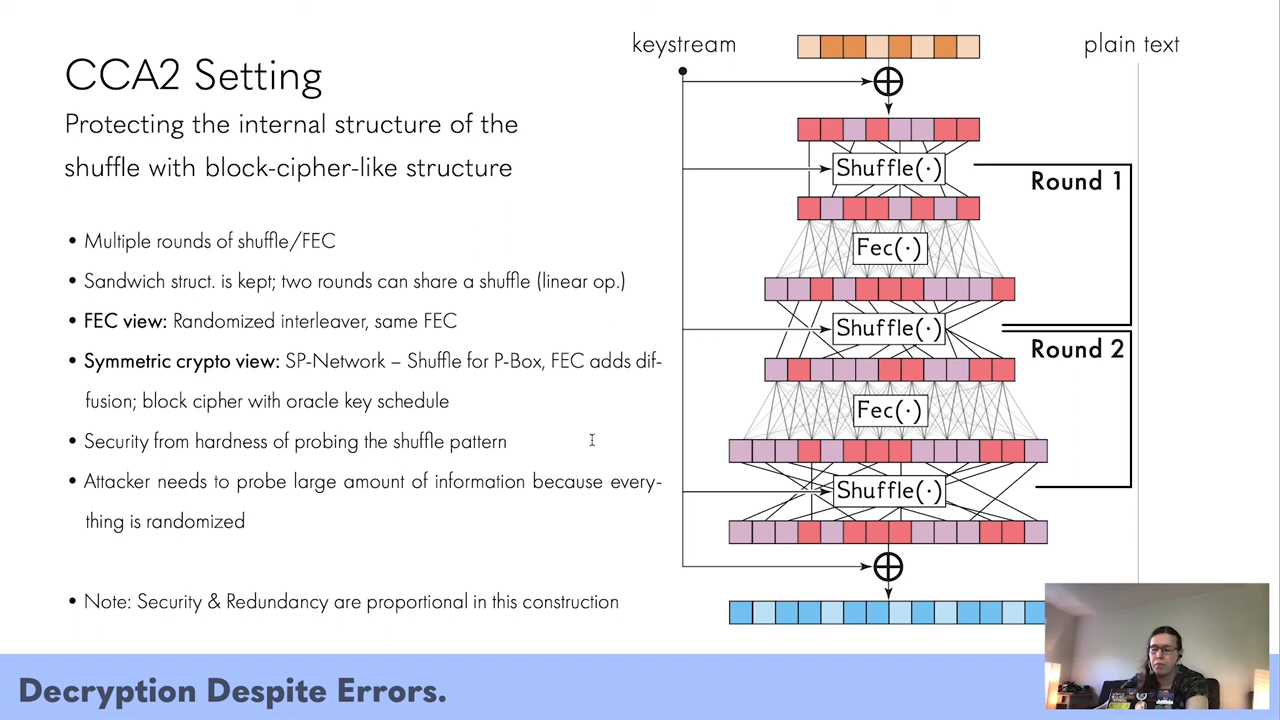 CCA2 Setting
Protecting the internal structure of the
shuffle with block-cipher-like structure
• Multiple rounds of shuffle/FEC
• Sandwich struct. is kept; two rounds can share a shuffle (linear op.)
• FEC view: Randomized interleaver, same FEC
• Symmetric crypto view: SP-Network – Shuffle for P-Box, FEC adds dif-
fusion; block cipher with oracle key schedule
• Security from hardness of probing the shuffle pattern
• Attacker needs to probe large amount of information because every-
thing is randomized
• Note: Security & Redundancy are proportional in this construction
keystream
plain text
Shuffle(·)
Round 1
Fec(·)
Shuffle(·)
Round 2
Fec(·)
Shuffle(·)
Decryption Despite Errors.